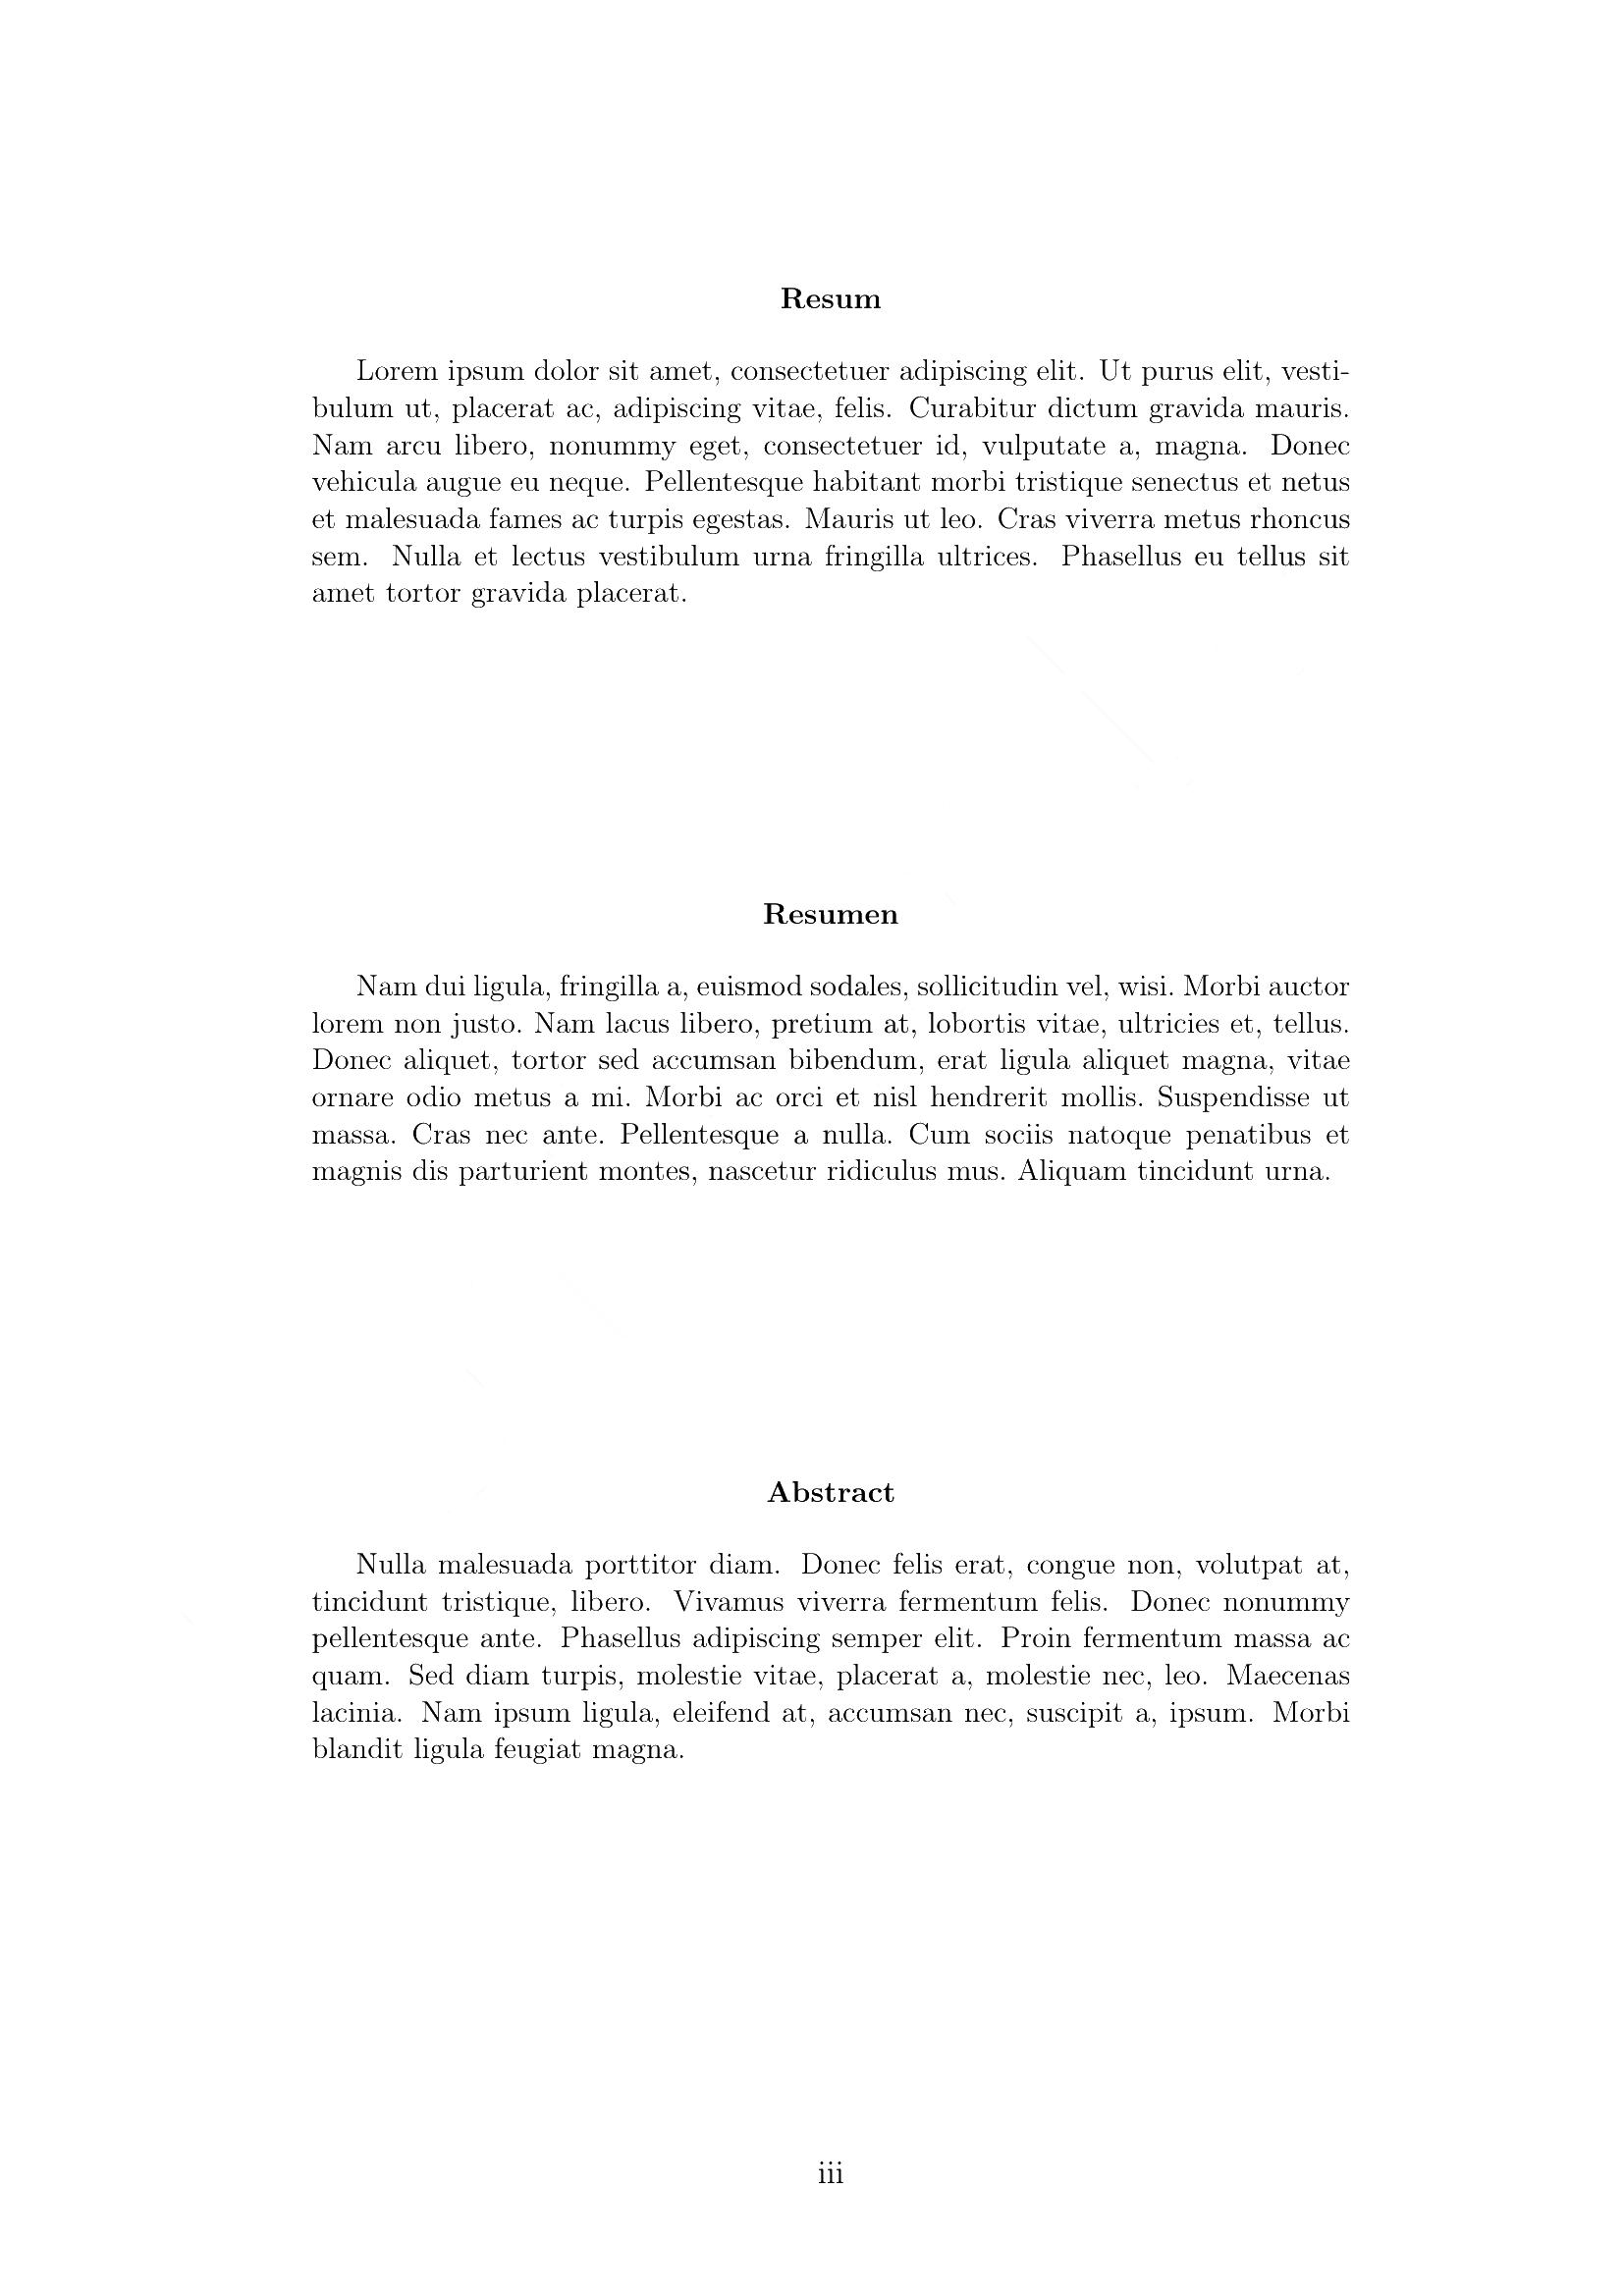 Resum
Lorem ipsum dolor sit amet, consectetuer adipiscing elit. Ut purus elit, vesti-
bulum ut, placerat ac, adipiscing vitae, felis. Curabitur dictum gravida mauris.
Nam arcu libero, nonummy eget, consectetuer id, vulputate a, magna. Donec
vehicula augue eu neque. Pellentesque habitant morbi tristique senectus et netus
et malesuada fames ac turpis egestas. Mauris ut leo. Cras viverra metus rhoncus
sem. Nulla et lectus vestibulum urna fringilla ultrices. Phasellus eu tellus sit
amet tortor gravida placerat.
Resumen
Nam dui ligula, fringilla a, euismod sodales, sollicitudin vel, wisi. Morbi auctor
lorem non justo. Nam lacus libero, pretium at, lobortis vitae, ultricies et, tellus.
Donec aliquet, tortor sed accumsan bibendum, erat ligula aliquet magna, vitae
ornare odio metus a mi. Morbi ac orci et nisl hendrerit mollis. Suspendisse ut
massa. Cras nec ante. Pellentesque a nulla. Cum sociis natoque penatibus et
magnis dis parturient montes, nascetur ridiculus mus. Aliquam tincidunt urna.
Abstract
Nulla malesuada porttitor diam. Donec felis erat, congue non, volutpat at,
tincidunt tristique, libero. Vivamus viverra fermentum felis. Donec nonummy
pellentesque ante. Phasellus adipiscing semper elit. Proin fermentum massa ac
quam. Sed diam turpis, molestie vitae, placerat a, molestie nec, leo. Maecenas
lacinia. Nam ipsum ligula, eleifend at, accumsan nec, suscipit a, ipsum. Morbi
blandit ligula feugiat magna.
iii